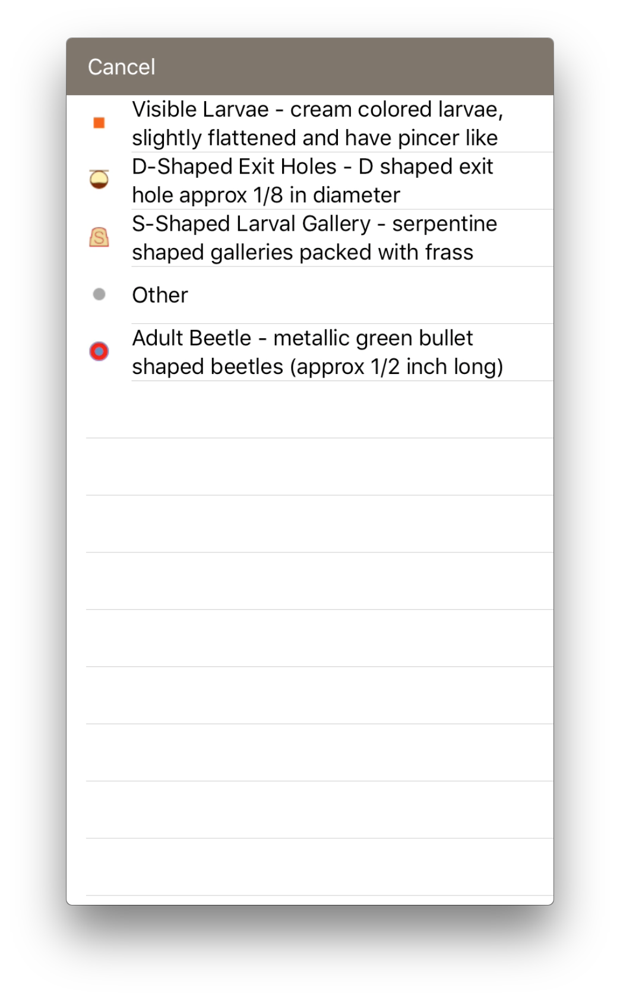 Cancel
Visible Larvae - cream colored larvae,
slightly flattened and have pincer like
D-Shaped Exit Holes - D shaped exit
hole approx 1/8 in diameter
S-Shaped Larval Gallery - serpentine
shaped galleries packed with frass
S
Other
Adult Beetle - metallic green bullet
shaped beetles (approx 1/2 inch long)